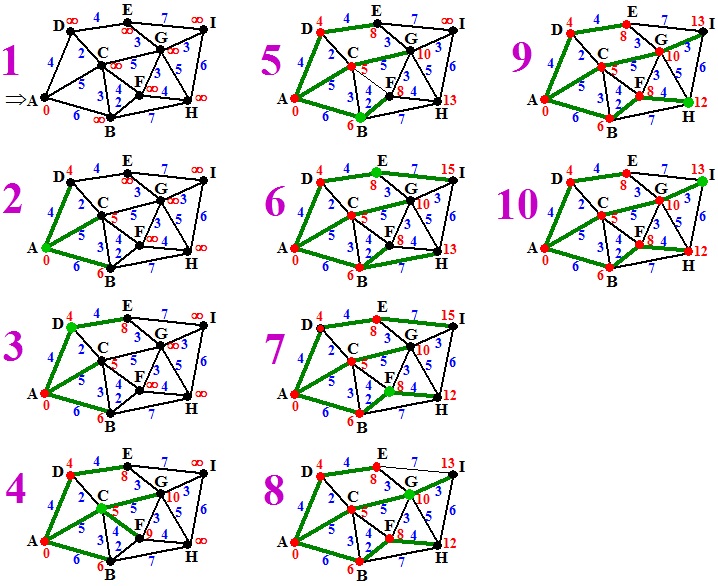 1
D ∞ 4 E ∞ 7 ∞ I
4 2 C ∞ 3 G ∞ 3 6
⇒ A 0 5 3 4 5 F ∞ 3 5
6 ∞ B 2 4 7 H ∞
2
D 4 4 E ∞ 7 ∞ I
4 2 C 5 3 G ∞ 3 6
A 0 5 3 4 5 F ∞ 3 5
6 6 B 2 4 7 H ∞
3
D 4 4 E 8 7 ∞ I
4 2 C 5 3 G ∞ 3 6
A 0 5 3 4 5 F ∞ 3 5
6 6 B 2 4 7 H ∞
4
D 4 4 E 8 7 ∞ I
4 2 C 5 3 G 10 3 6
A 0 5 3 4 5 F 9 3 5
6 6 B 2 4 7 H ∞
5
D 4 4 E 8 7 ∞ I
4 2 C 5 3 G 10 3 6
A 0 5 3 4 5 F 8 3 5
6 6 B 2 4 7 H 13
6
D 4 4 E 8 7 15 I
4 2 C 5 3 G 10 3 6
A 0 5 3 4 5 F 8 3 5
6 6 B 2 4 7 H 13
7
D 4 4 E 8 7 15 I
4 2 C 5 3 G 10 3 6
A 0 5 3 4 5 F 8 3 5
6 6 B 2 4 7 H 12
8
D 4 4 E 8 7 13 I
4 2 C 5 3 G 10 3 6
A 0 5 3 4 5 F 8 3 5
6 6 B 2 4 7 H 12
9
D 4 4 E 8 7 13 I
4 2 C 5 3 G 10 3 6
A 0 5 3 4 5 F 8 3 5
6 6 B 2 4 7 H 12
10
D 4 4 E 8 7 13 I
4 2 C 5 3 G 10 3 6
A 0 5 3 4 5 F 8 3 5
6 6 B 2 4 7 H 12